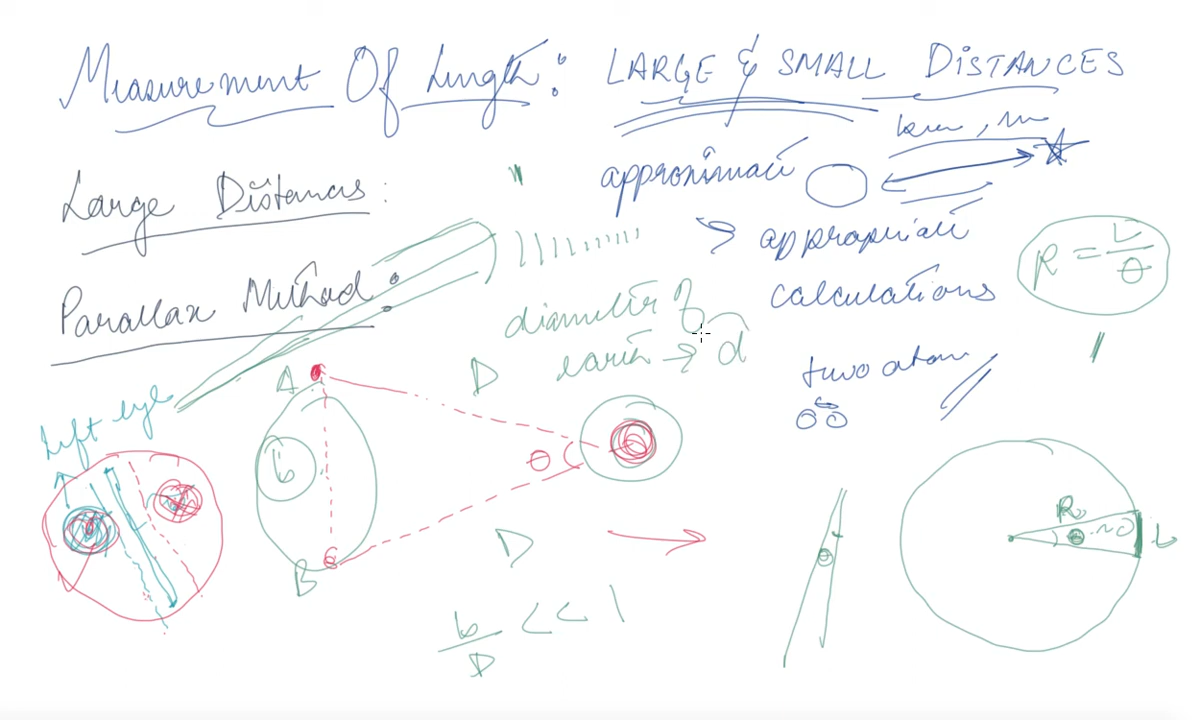 Measurement Of Length: LARGE & SMALL DISTANCES
km, m
Large Distances:
approximate
appropriate
calculations
R = L/θ
Parallax Method:
diameter of
earth → d
two atom
left eye
A
D
b
θ
B
D
b/D << 1
θ
R
θ
L